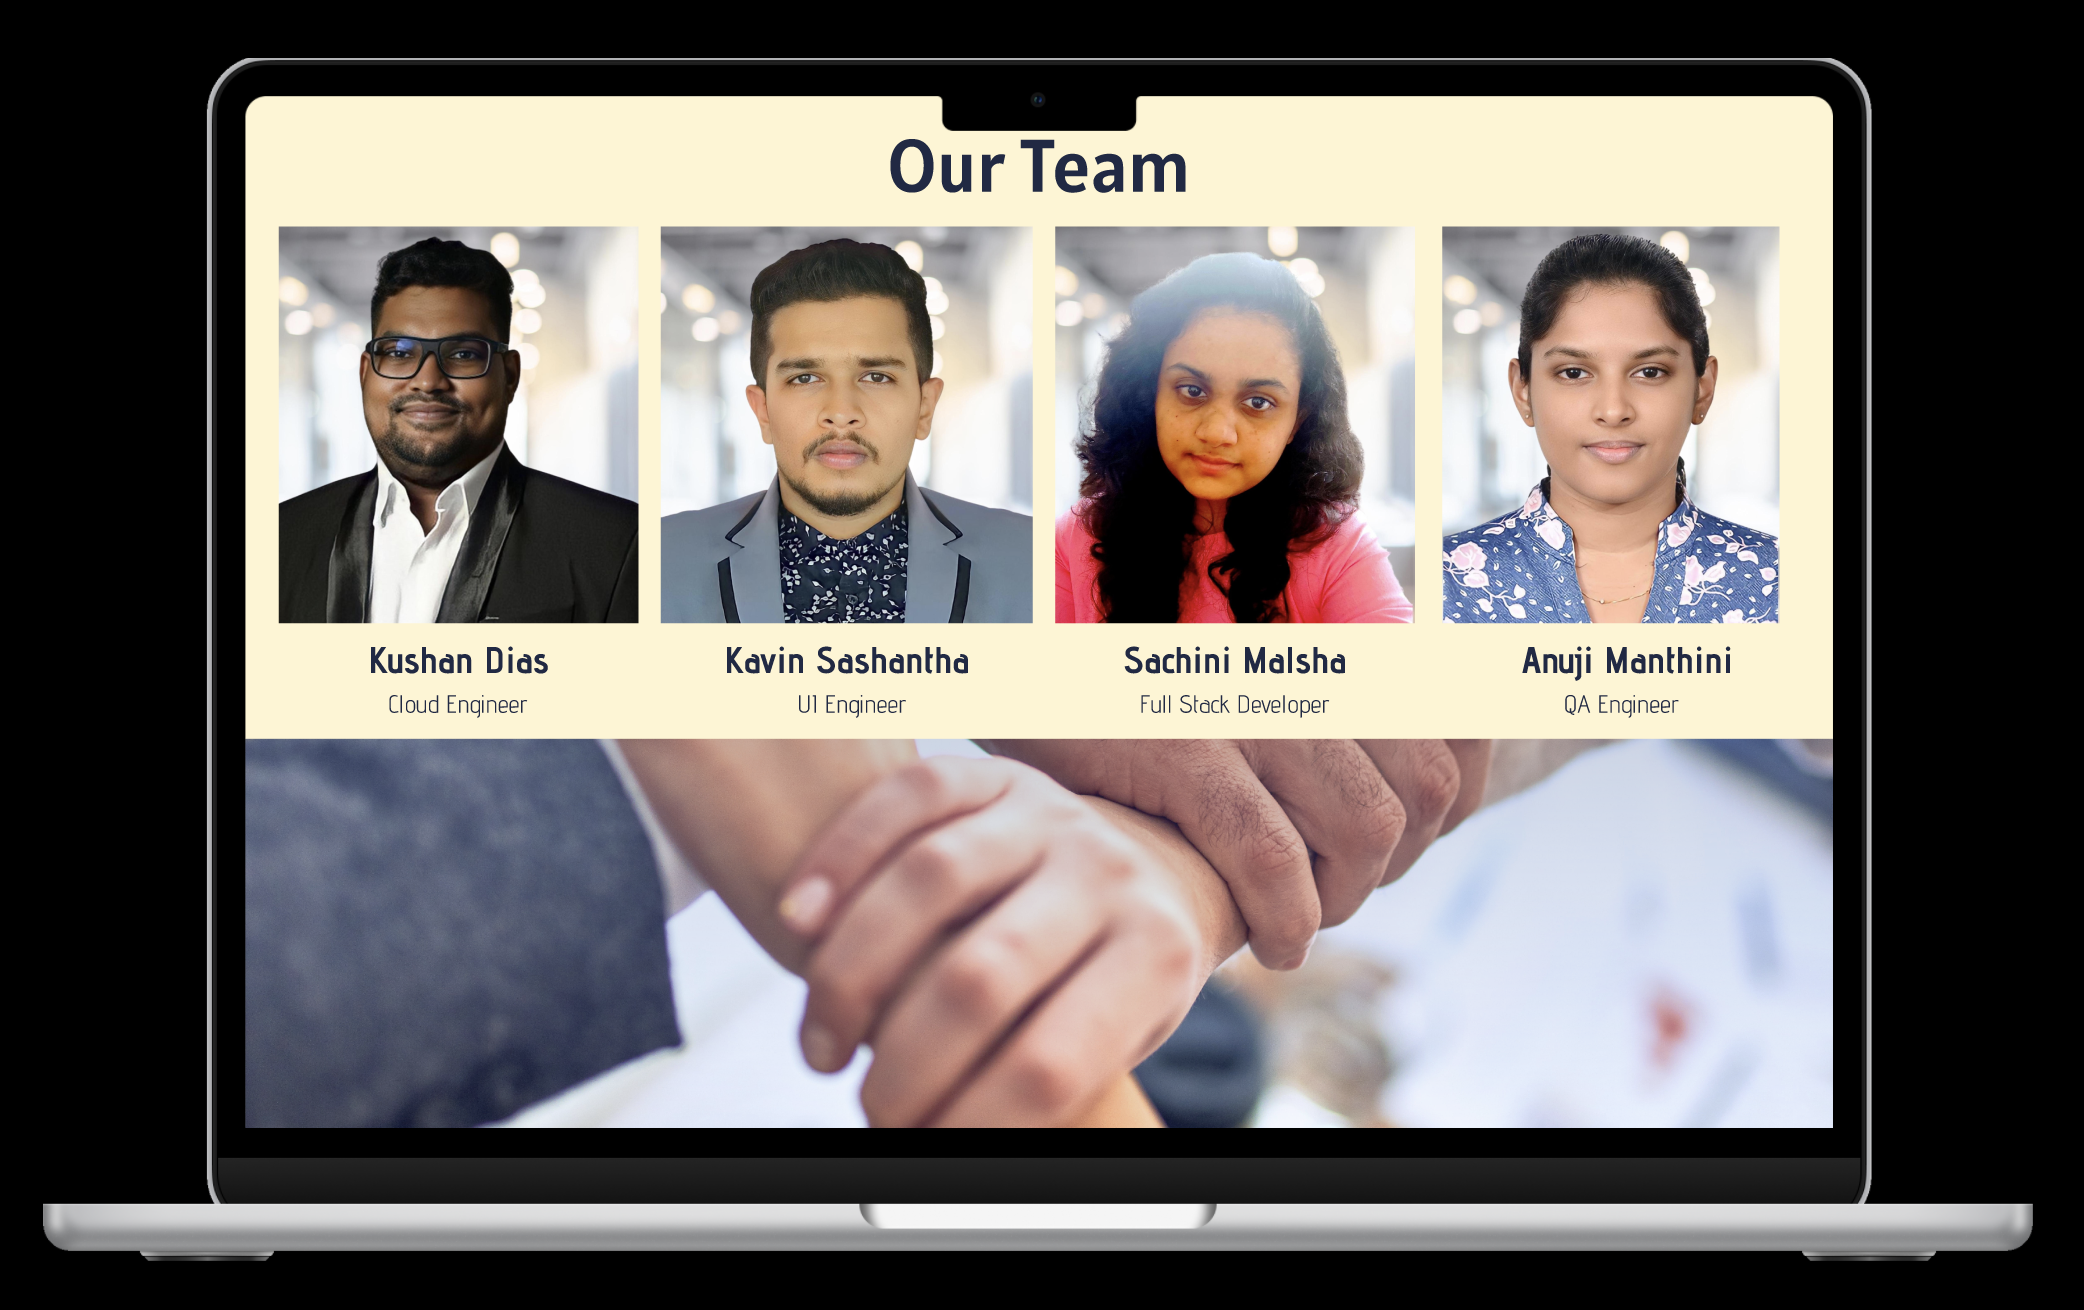 Our Team
Kushan Dias
Kavin Sashantha
Sachini Malsha
Anuji Manthini
Cloud Engineer
UI Engineer
Full Stack Developer
QA Engineer